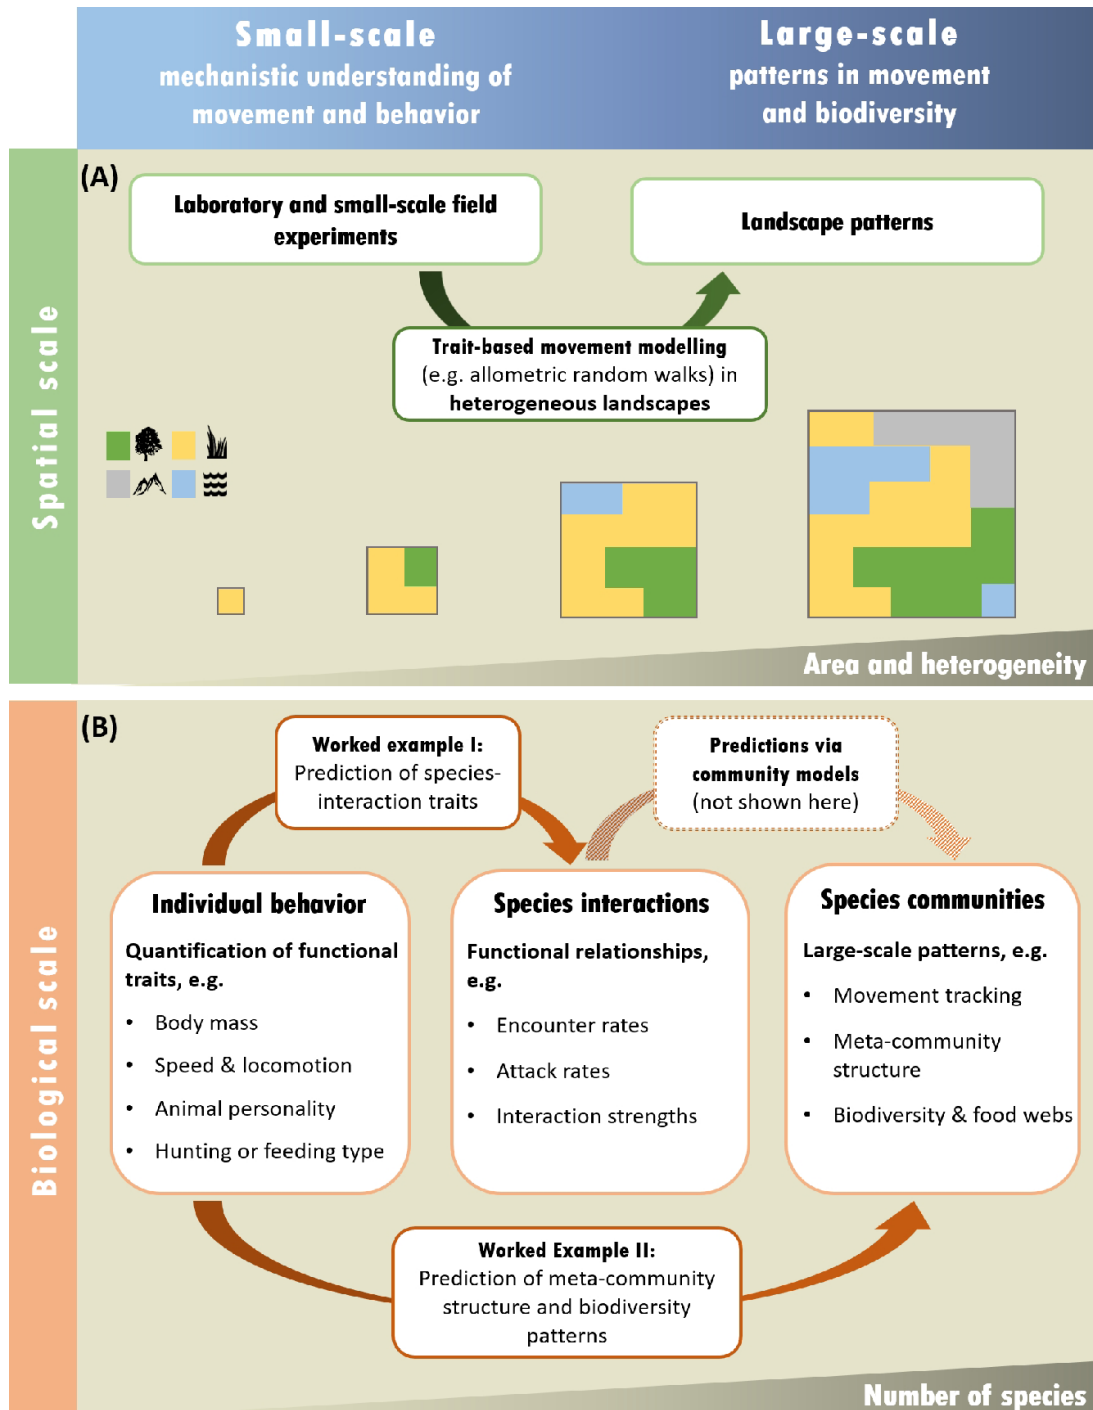 Small-scale
mechanistic understanding of
movement and behavior
Large-scale
patterns in movement
and biodiversity
Spatial scale
(A)
Laboratory and small-scale field
experiments
Landscape patterns
Trait-based movement modelling
(e.g. allometric random walks) in
heterogeneous landscapes
Area and heterogeneity
Biological scale
(B)
Worked example I:
Prediction of species-
interaction traits
Predictions via
community models
(not shown here)
Individual behavior
Quantification of functional
traits, e.g.
• Body mass
• Speed & locomotion
• Animal personality
• Hunting or feeding type
Species interactions
Functional relationships,
e.g.
• Encounter rates
• Attack rates
• Interaction strengths
Species communities
Large-scale patterns, e.g.
• Movement tracking
• Meta-community
structure
• Biodiversity & food webs
Worked Example II:
Prediction of meta-community
structure and biodiversity
patterns
Number of species